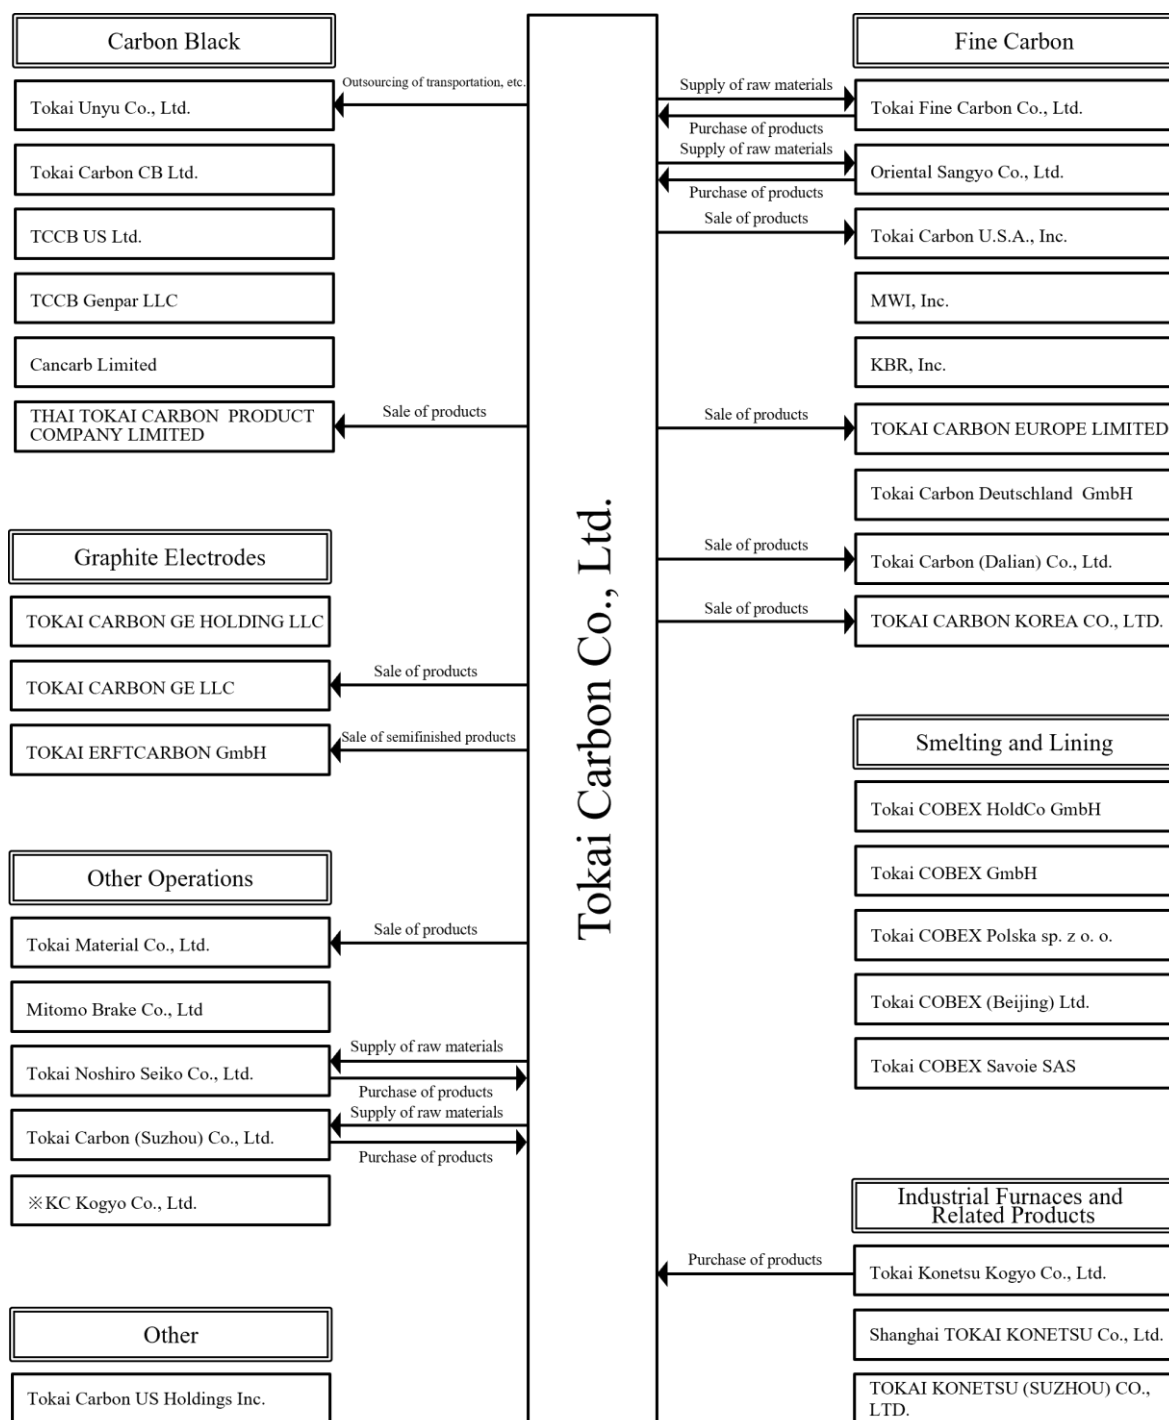 Carbon Black
Outsourcing of transportation, etc.
Tokai Unyu Co., Ltd.
Tokai Carbon CB Ltd.
TCCB US Ltd.
TCCB Genpar LLC
Cancarb Limited
THAI TOKAI CARBON PRODUCT
COMPANY LIMITED
Sale of products
Graphite Electrodes
TOKAI CARBON GE HOLDING LLC
TOKAI CARBON GE LLC
Sale of products
TOKAI ERFTCARBON GmbH
Sale of semifinished products
Other Operations
Tokai Material Co., Ltd.
Sale of products
Mitomo Brake Co., Ltd
Tokai Noshiro Seiko Co., Ltd.
Supply of raw materials
Purchase of products
Tokai Carbon (Suzhou) Co., Ltd.
Supply of raw materials
Purchase of products
※KC Kogyo Co., Ltd.
Other
Tokai Carbon US Holdings Inc.
Tokai Carbon Co., Ltd.
Fine Carbon
Supply of raw materials
Tokai Fine Carbon Co., Ltd.
Purchase of products
Supply of raw materials
Oriental Sangyo Co., Ltd.
Purchase of products
Sale of products
Tokai Carbon U.S.A., Inc.
MWI, Inc.
KBR, Inc.
Sale of products
TOKAI CARBON EUROPE LIMITED
Tokai Carbon Deutschland GmbH
Sale of products
Tokai Carbon (Dalian) Co., Ltd.
Sale of products
TOKAI CARBON KOREA CO., LTD.
Smelting and Lining
Tokai COBEX HoldCo GmbH
Tokai COBEX GmbH
Tokai COBEX Polska sp. z o. o.
Tokai COBEX (Beijing) Ltd.
Tokai COBEX Savoie SAS
Industrial Furnaces and
Related Products
Purchase of products
Tokai Konetsu Kogyo Co., Ltd.
Shanghai TOKAI KONETSU Co., Ltd.
TOKAI KONETSU (SUZHOU) CO.,
LTD.